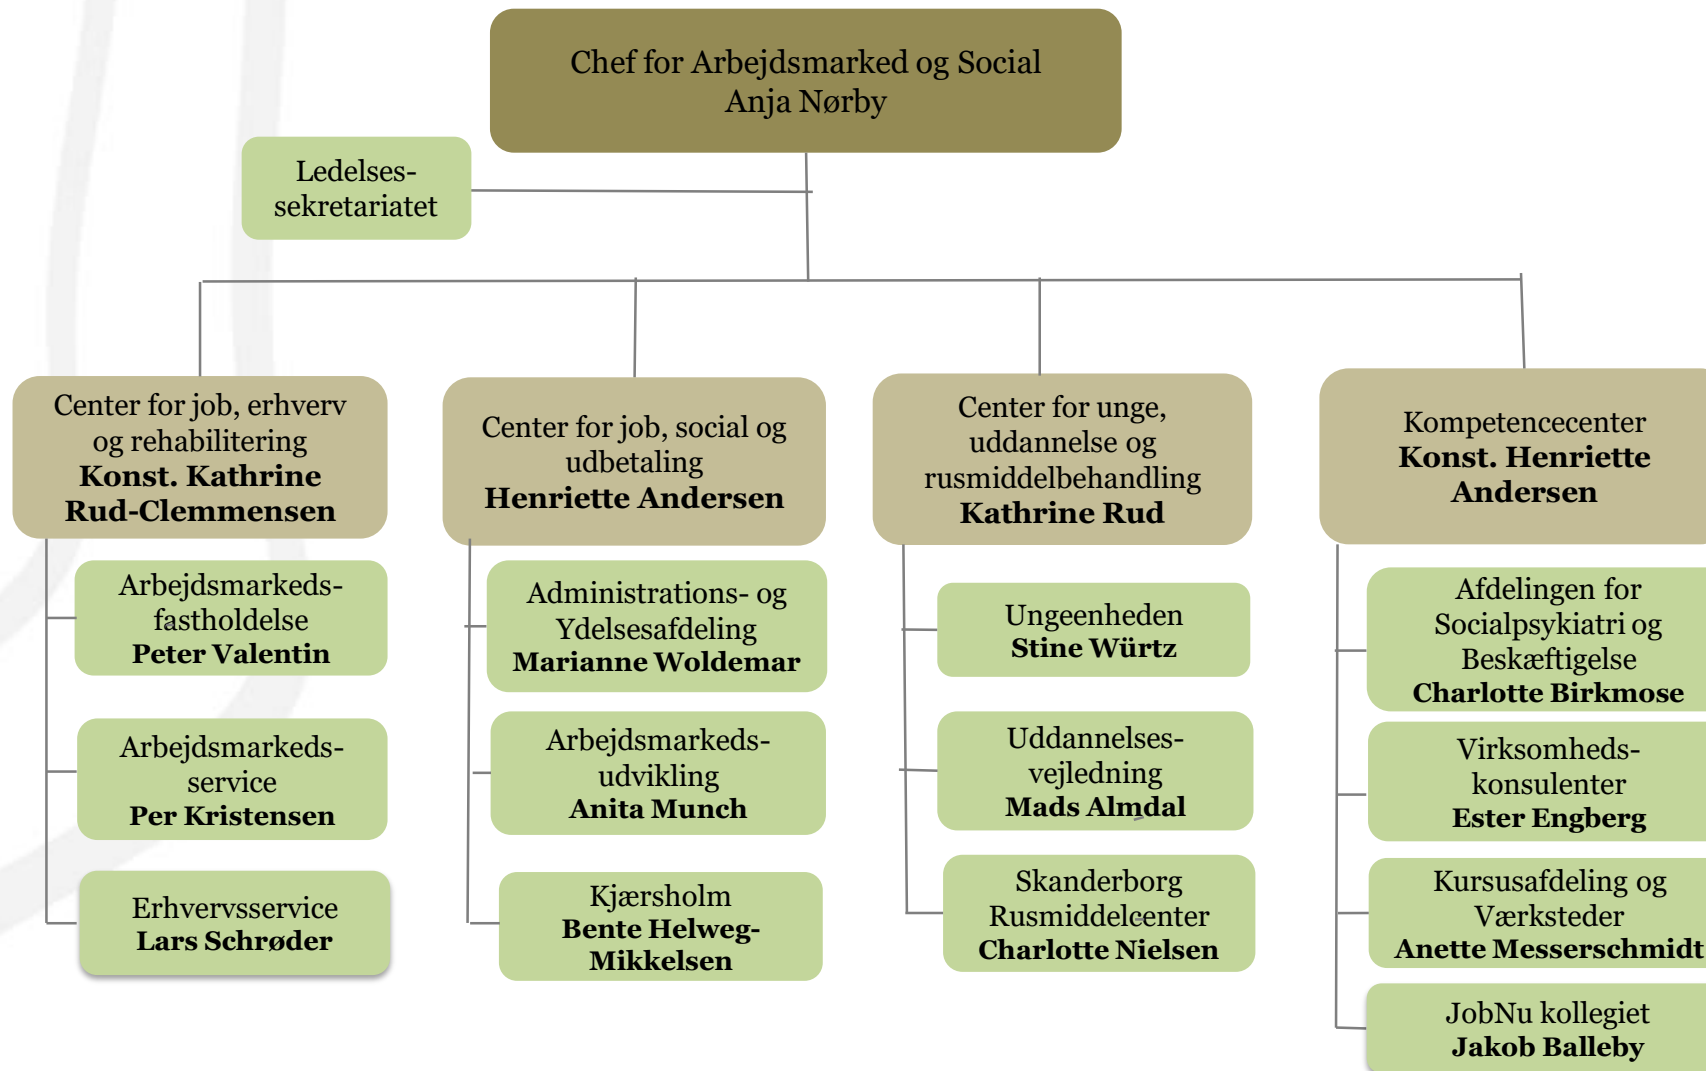 Chef for Arbejdsmarked og Social
Anja Nørby
Ledelses-
sekretariatet
Center for job, erhverv
og rehabilitering
Konst. Kathrine
Rud-Clemmensen
Arbejdsmarkeds-
fastholdelse
Peter Valentin
Arbejdsmarkeds-
service
Per Kristensen
Erhvervsservice
Lars Schrøder
Center for job, social og
udbetaling
Henriette Andersen
Administrations- og
Ydelsesafdeling
Marianne Woldemar
Arbejdsmarkeds-
udvikling
Anita Munch
Kjærsholm
Bente Helweg-
Mikkelsen
Center for unge,
uddannelse og
rusmiddelbehandling
Kathrine Rud
Ungeenheden
Stine Würtz
Uddannelses-
vejledning
Mads Almdal
Skanderborg
Rusmiddelcenter
Charlotte Nielsen
Kompetencecenter
Konst. Henriette
Andersen
Afdelingen for
Socialpsykiatri og
Beskæftigelse
Charlotte Birkmose
Virksomheds-
konsulenter
Ester Engberg
Kursusafdeling og
Værksteder
Anette Messerschmidt
JobNu kollegiet
Jakob Balleby